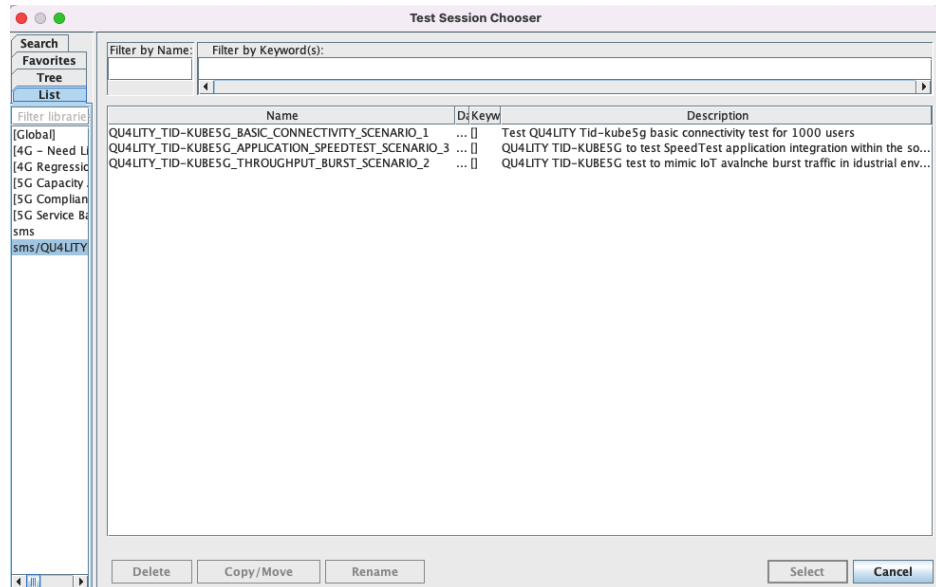 Test Session Chooser
Search
Favorites
Tree
List
Filter by Name:
Filter by Keyword(s):
Filter librarie
[Global]
[4G - Need Li
[4G Regressio
[5G Capacity
[5G Complian
[5G Service Ba
sms
sms/QU4LITY
Name Da Keyw Description
QU4LITY_TID-KUBE5G_BASIC_CONNECTIVITY_SCENARIO_1 ... [] Test QU4LITY Tid-kube5g basic connectivity test for 1000 users
QU4LITY_TID-KUBE5G_APPLICATION_SPEEDTEST_SCENARIO_3 ... [] QU4LITY TID-KUBE5G to test SpeedTest application integration within the so...
QU4LITY_TID-KUBE5G_THROUGHPUT_BURST_SCENARIO_2 ... [] QU4LITY TID-KUBE5G test to mimic IoT avalnche burst traffic in idustrial env...
Delete Copy/Move Rename Select Cancel